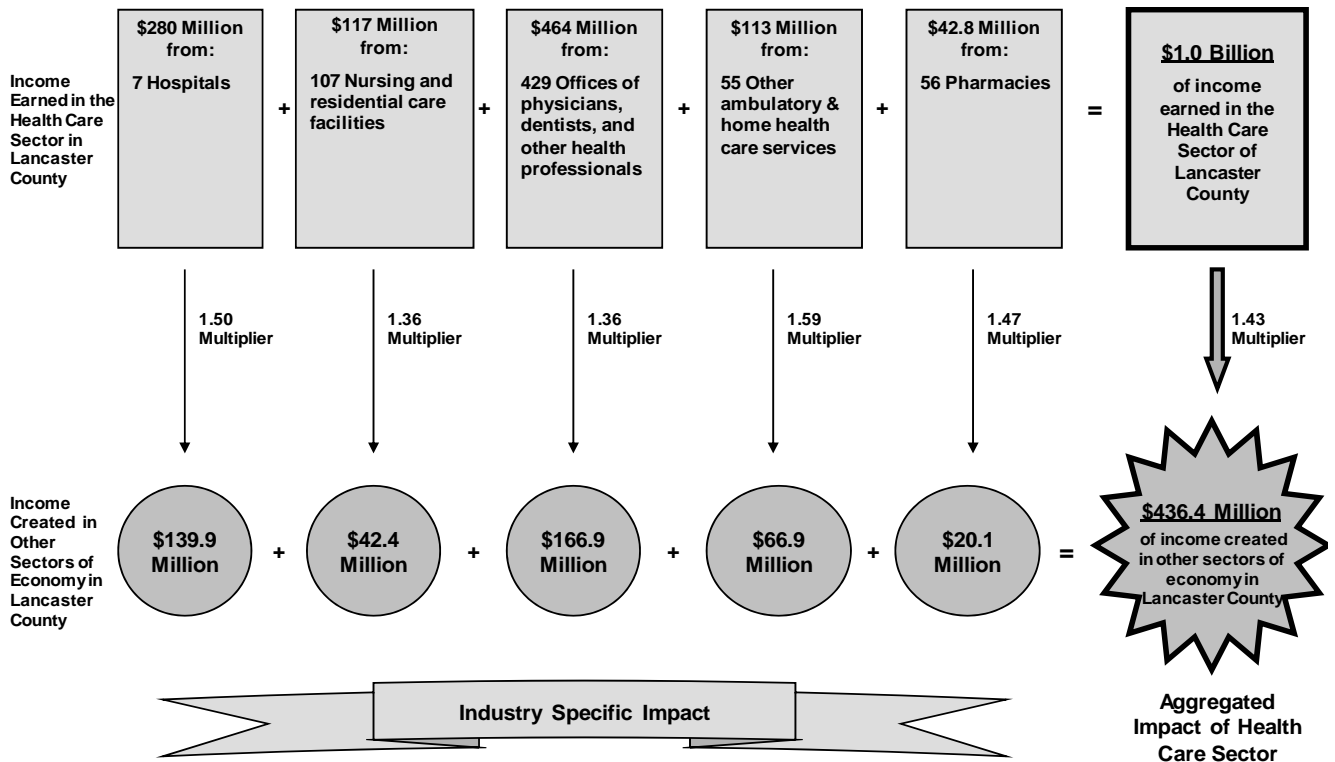 Income
Earned in the
Health Care
Sector in
Lancaster
County
$280 Million
from:
7 Hospitals
+
$117 Million
from:
107 Nursing and
residential care
facilities
+
$464 Million
from:
429 Offices of
physicians,
dentists, and
other health
professionals
+
$113 Million
from:
55 Other
ambulatory &
home health
care services
+
$42.8 Million
from:
56 Pharmacies
=
$1.0 Billion
of income
earned in the
Health Care
Sector of
Lancaster
County
1.50
Multiplier
1.36
Multiplier
1.36
Multiplier
1.59
Multiplier
1.47
Multiplier
1.43
Multiplier
Income
Created in
Other
Sectors of
Economy in
Lancaster
County
$139.9
Million
+
$42.4
Million
+
$166.9
Million
+
$66.9
Million
+
$20.1
Million
=
$436.4 Million
of income created
in other sectors of
economy in
Lancaster County
Industry Specific Impact
Aggregated
Impact of Health
Care Sector